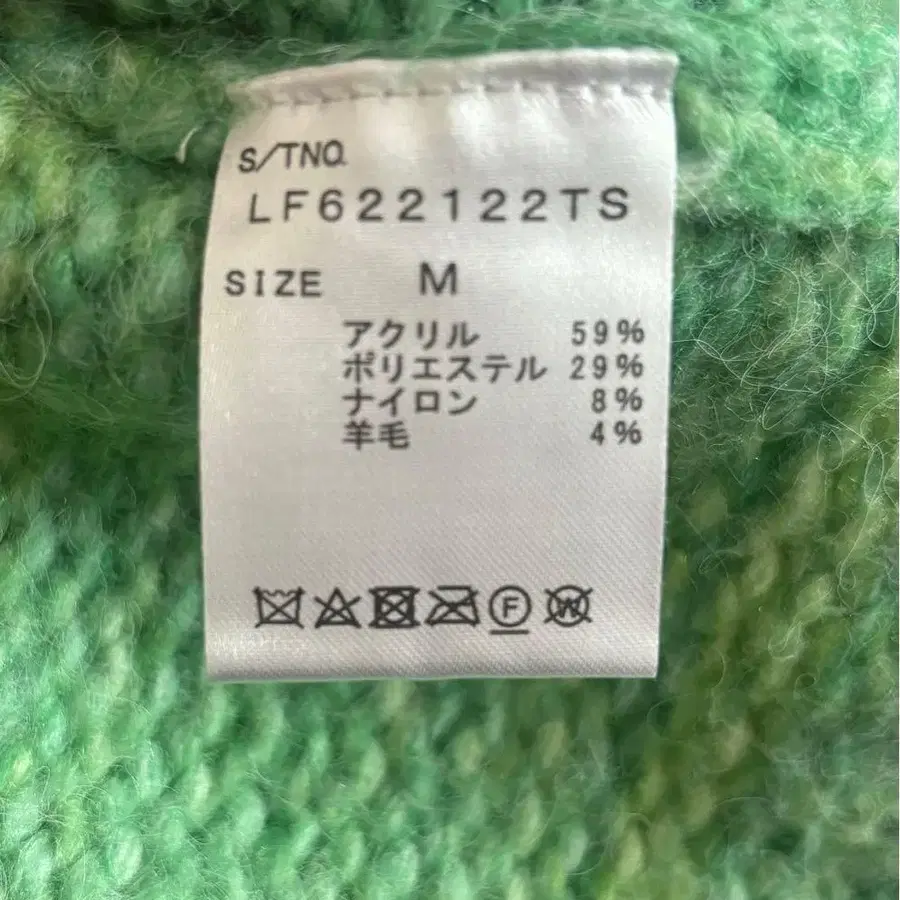 S/TNO.
LF622122TS
SIZE M
アクリル 59%
ポリエステル 29%
ナイロン 8%
羊毛 4%
F W